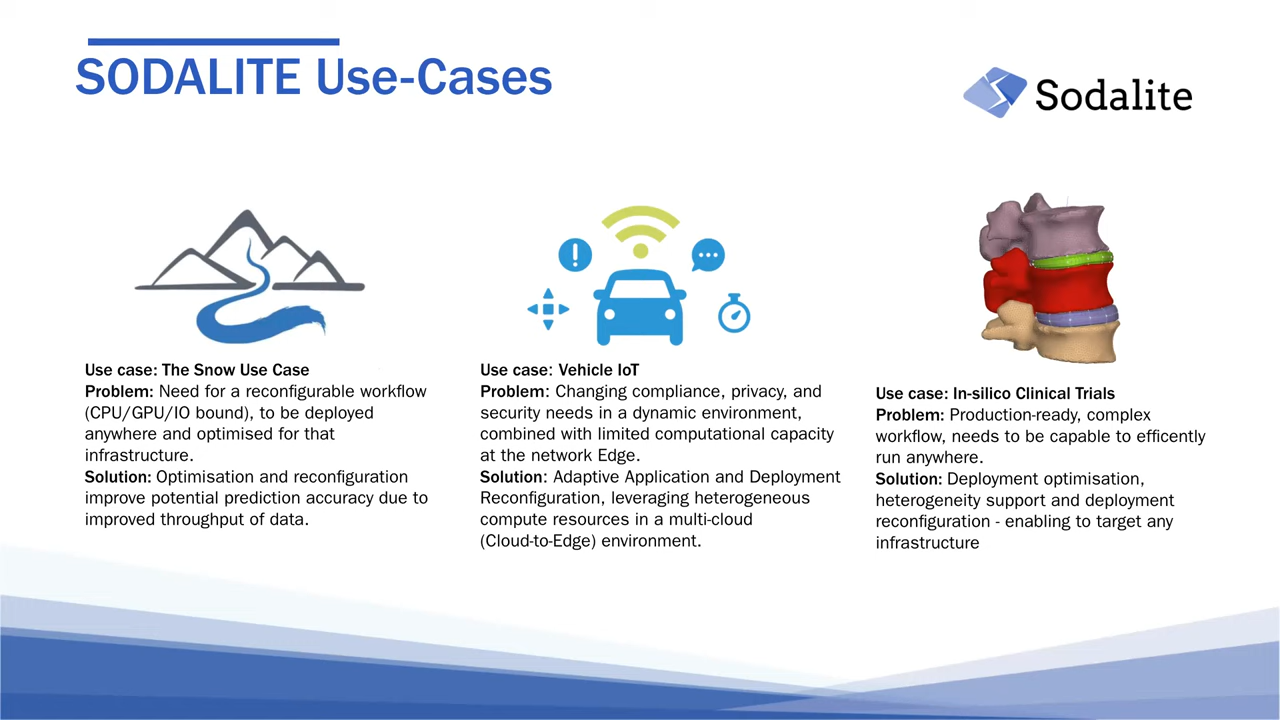 SODALITE Use-Cases
Sodalite
Use case: The Snow Use Case
Problem: Need for a reconfigurable workflow
(CPU/GPU/IO bound), to be deployed
anywhere and optimised for that
infrastructure.
Solution: Optimisation and reconfiguration
improve potential prediction accuracy due to
improved throughput of data.
Use case: Vehicle IoT
Problem: Changing compliance, privacy, and
security needs in a dynamic environment,
combined with limited computational capacity
at the network Edge.
Solution: Adaptive Application and Deployment
Reconfiguration, leveraging heterogeneous
compute resources in a multi-cloud
(Cloud-to-Edge) environment.
Use case: In-silico Clinical Trials
Problem: Production-ready, complex
workflow, needs to be capable to efficently
run anywhere.
Solution: Deployment optimisation,
heterogeneity support and deployment
reconfiguration - enabling to target any
infrastructure